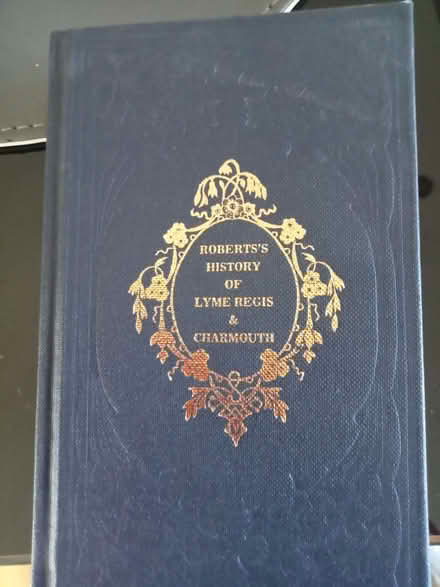 ROBERTS'S
HISTORY
OF
LYME REGIS
&
CHARMOUTH